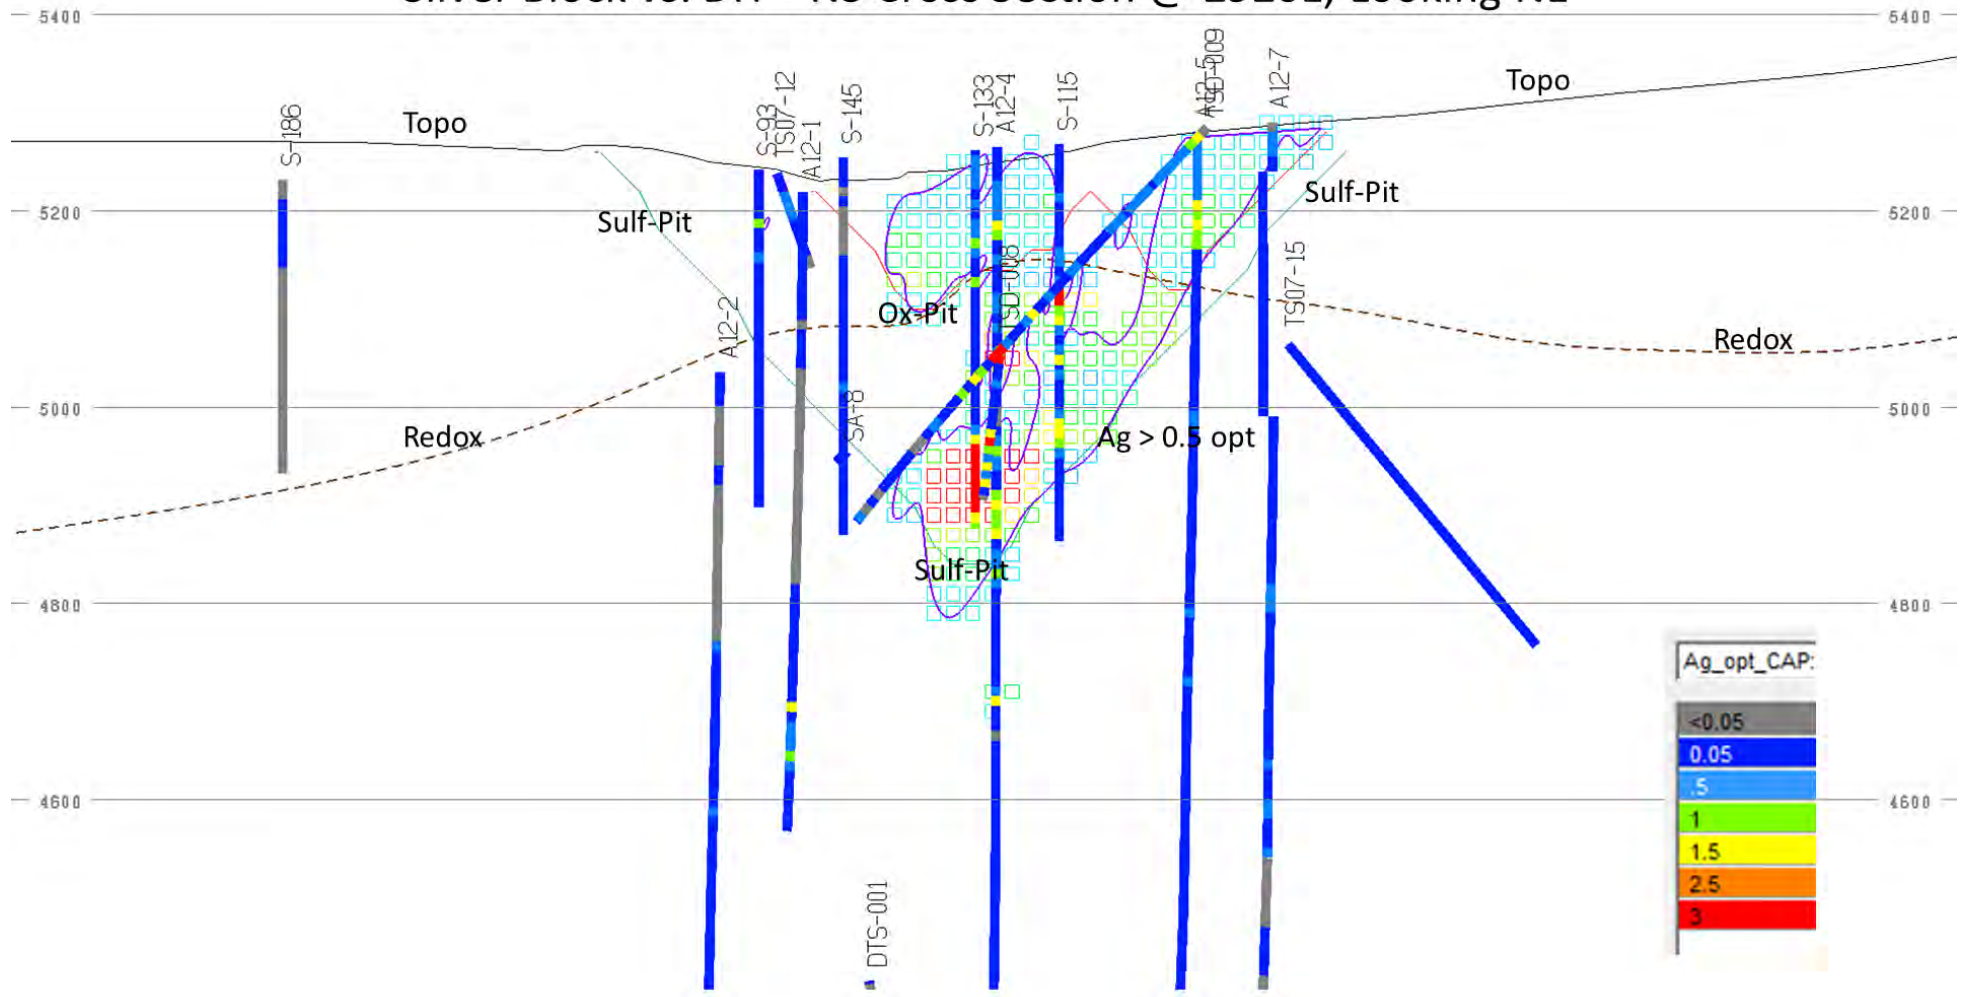 5400
5400
Topo
Topo
S-186
S-93
TS07-12
A12-1
S-145
S-133
A12-4
S-115
TSD-009
A12-7
5200
5200
Sulf-Pit
Sulf-Pit
A12-2
Ox-Pit
TS07-15
Redox
5000
5000
Redox
SA-8
Ag > 0.5 opt
Sulf-Pit
4800
4800
Ag_opt_CAP:
<0.05
0.05
.5
1
1.5
2.5
3
4600
4600
DTS-001